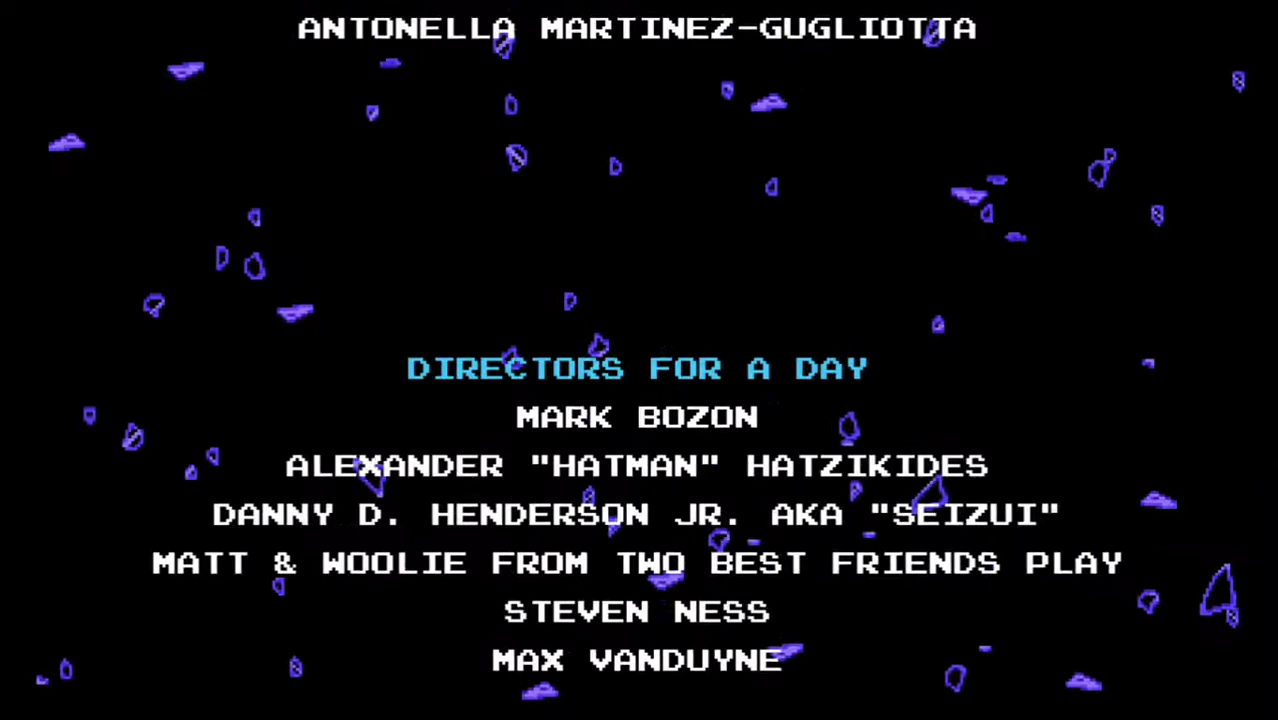 ANTONELLA MARTINEZ-GUGLIOTTA
DIRECTORS FOR A DAY
MARK BOZON
ALEXANDER "HATMAN" HATZIKIDES
DANNY D. HENDERSON JR. AKA "SEIZUI"
MATT & WOOLIE FROM TWO BEST FRIENDS PLAY
STEVEN NESS
MAX VANDUYNE